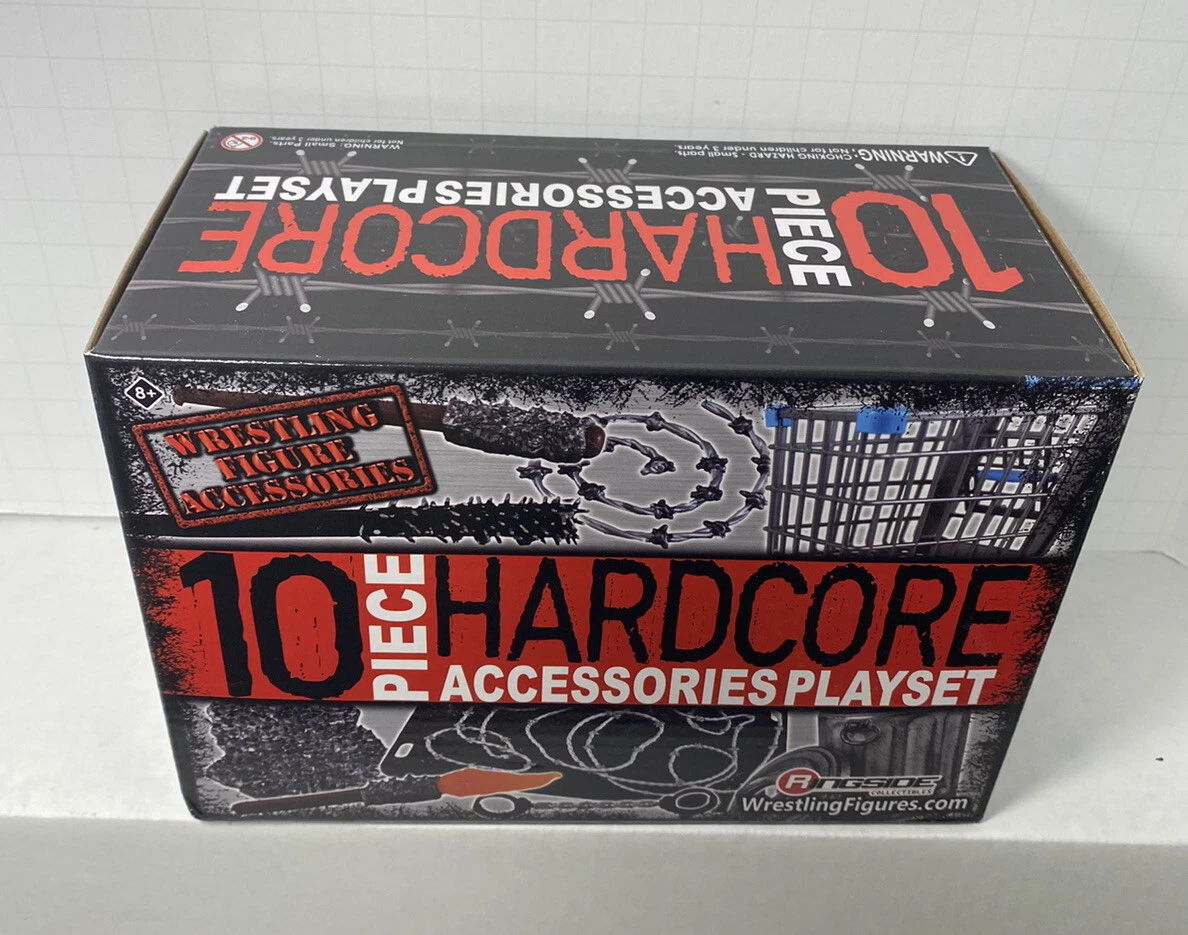 WARNING: CHOKING HAZARD - Small parts.
Not for children under 3 years.
WARNING: Small Parts.
Not for children under 3 years.
0-3
10 PIECE HARDCORE
ACCESSORIES PLAYSET
8+
WRESTLING
FIGURE
ACCESSORIES
10 PIECE HARDCORE
ACCESSORIES PLAYSET
RINGSIDE
COLLECTIBLES
WrestlingFigures.com